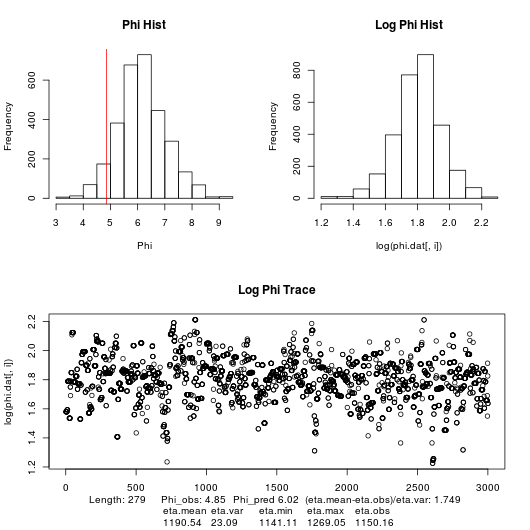 Phi Hist
Log Phi Hist
Frequency
0 200 400 600
3 4 5 6 7 8 9
Phi
Frequency
0 200 400 600 800
1.2 1.4 1.6 1.8 2.0 2.2
log(phi.dat[, i])
Log Phi Trace
log(phi.dat[, i])
1.2 1.4 1.6 1.8 2.0 2.2
0 500 1000 1500 2000 2500 3000
Length: 279 Phi_obs: 4.85 Phi_pred 6.02 (eta.mean-eta.obs)/eta.var: 1.749
eta.mean eta.var eta.min eta.max eta.obs
1190.54 23.09 1141.11 1269.05 1150.16